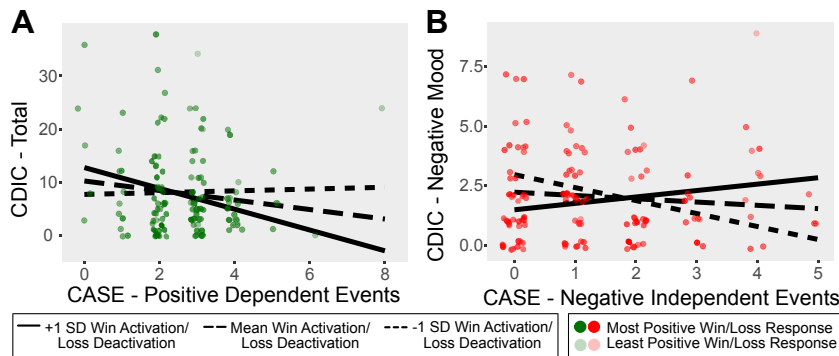 A
CDIC - Total
30
20
10
0
0 2 4 6 8
CASE - Positive Dependent Events
B
CDIC - Negative Mood
7.5
5.0
2.5
0.0
0 1 2 3 4 5
CASE - Negative Independent Events
+1 SD Win Activation/
Loss Deactivation
Mean Win Activation/
Loss Deactivation
-1 SD Win Activation/
Loss Deactivation
Most Positive Win/Loss Response
Least Positive Win/Loss Response